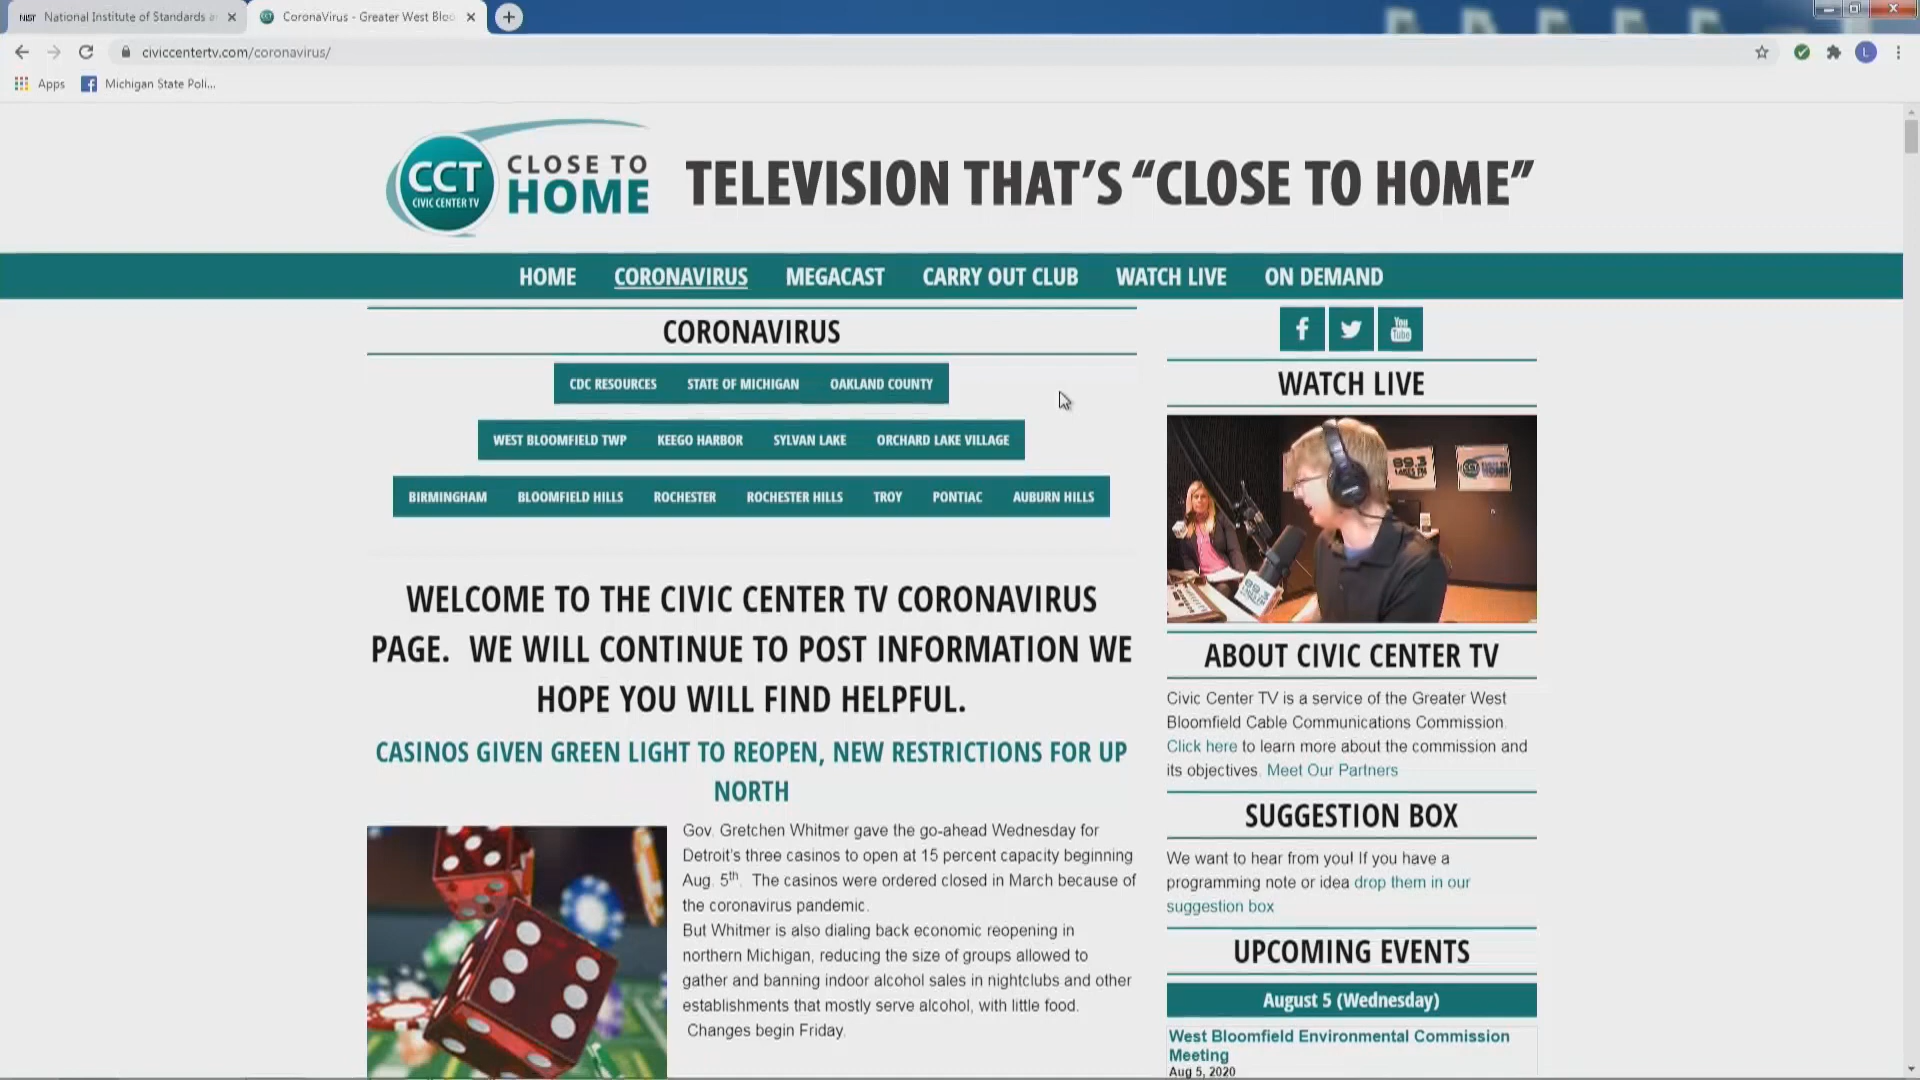 NIST National Institute of Standards a
CoronaVirus - Greater West Bloo
civiccentertv.com/coronavirus/
L
Apps
Michigan State Poli...
CCT
CIVIC CENTER TV
CLOSE TO
HOME
TELEVISION THAT'S “CLOSE TO HOME”
HOME CORONAVIRUS MEGACAST CARRY OUT CLUB WATCH LIVE ON DEMAND
CORONAVIRUS
CDC RESOURCES STATE OF MICHIGAN OAKLAND COUNTY
WEST BLOOMFIELD TWP KEEGO HARBOR SYLVAN LAKE ORCHARD LAKE VILLAGE
BIRMINGHAM BLOOMFIELD HILLS ROCHESTER ROCHESTER HILLS TROY PONTIAC AUBURN HILLS
WELCOME TO THE CIVIC CENTER TV CORONAVIRUS
PAGE. WE WILL CONTINUE TO POST INFORMATION WE
HOPE YOU WILL FIND HELPFUL.
CASINOS GIVEN GREEN LIGHT TO REOPEN, NEW RESTRICTIONS FOR UP
NORTH
Gov. Gretchen Whitmer gave the go-ahead Wednesday for
Detroit's three casinos to open at 15 percent capacity beginning
Aug. 5th. The casinos were ordered closed in March because of
the coronavirus pandemic.
But Whitmer is also dialing back economic reopening in
northern Michigan, reducing the size of groups allowed to
gather and banning indoor alcohol sales in nightclubs and other
establishments that mostly serve alcohol, with little food.
Changes begin Friday.
You
Tube
WATCH LIVE
89.3
89.3
ABOUT CIVIC CENTER TV
Civic Center TV is a service of the Greater West
Bloomfield Cable Communications Commission.
Click here to learn more about the commission and
its objectives. Meet Our Partners
SUGGESTION BOX
We want to hear from you! If you have a
programming note or idea drop them in our
suggestion box
UPCOMING EVENTS
August 5 (Wednesday)
West Bloomfield Environmental Commission
Meeting
Aug 5, 2020